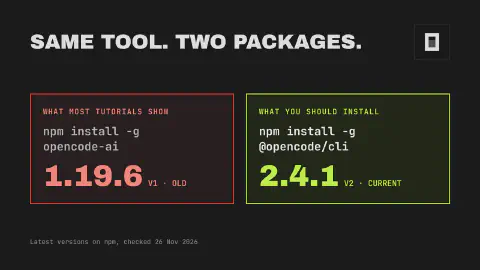 SAME TOOL. TWO PACKAGES.
WHAT MOST TUTORIALS SHOW
npm install -g
opencode-ai
1.19.6 V1 · OLD
WHAT YOU SHOULD INSTALL
npm install -g
@opencode/cli
2.4.1 V2 · CURRENT
Latest versions on npm, checked 26 Nov 2026